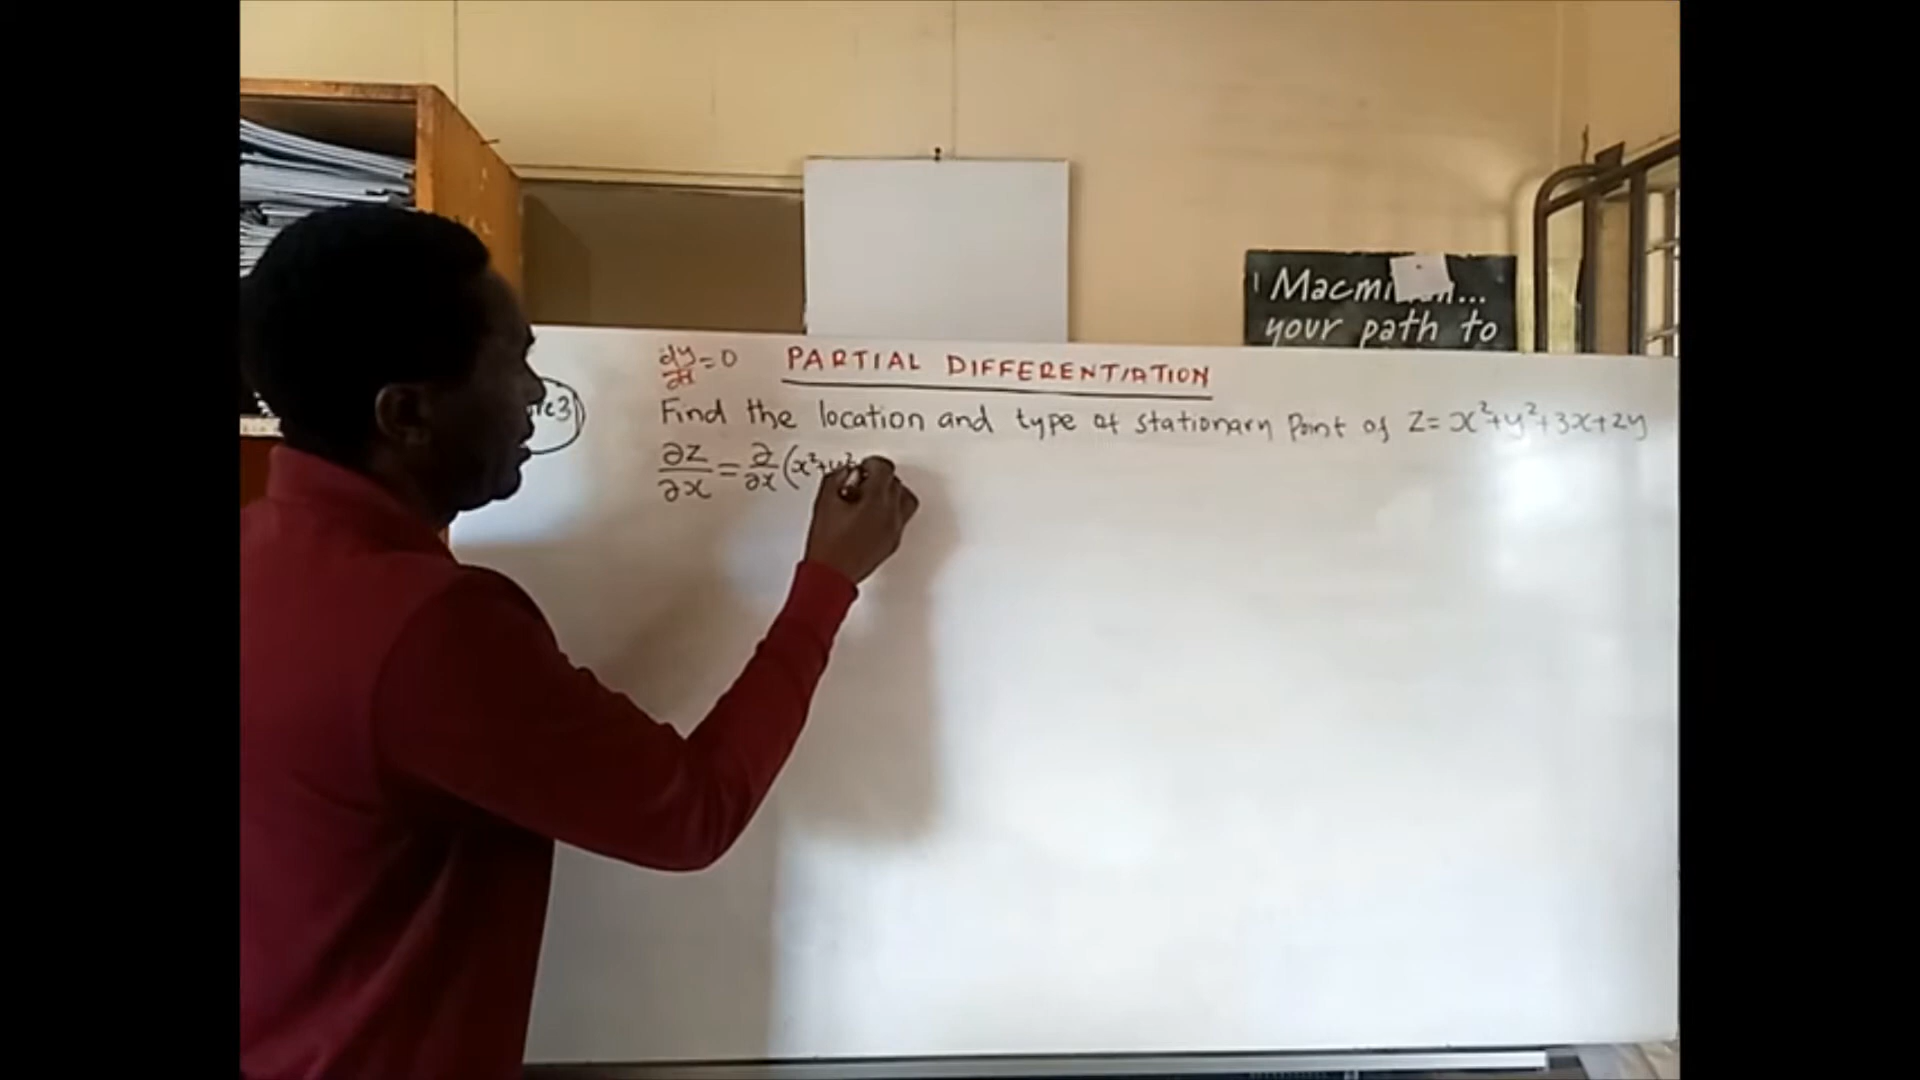 Macmi...
your path to
dy/dx=0 PARTIAL DIFFERENTIATION
Find the location and type of stationary Point of Z=x²+y²+3x+2y
∂Z/∂x=∂/∂x(x²+y²